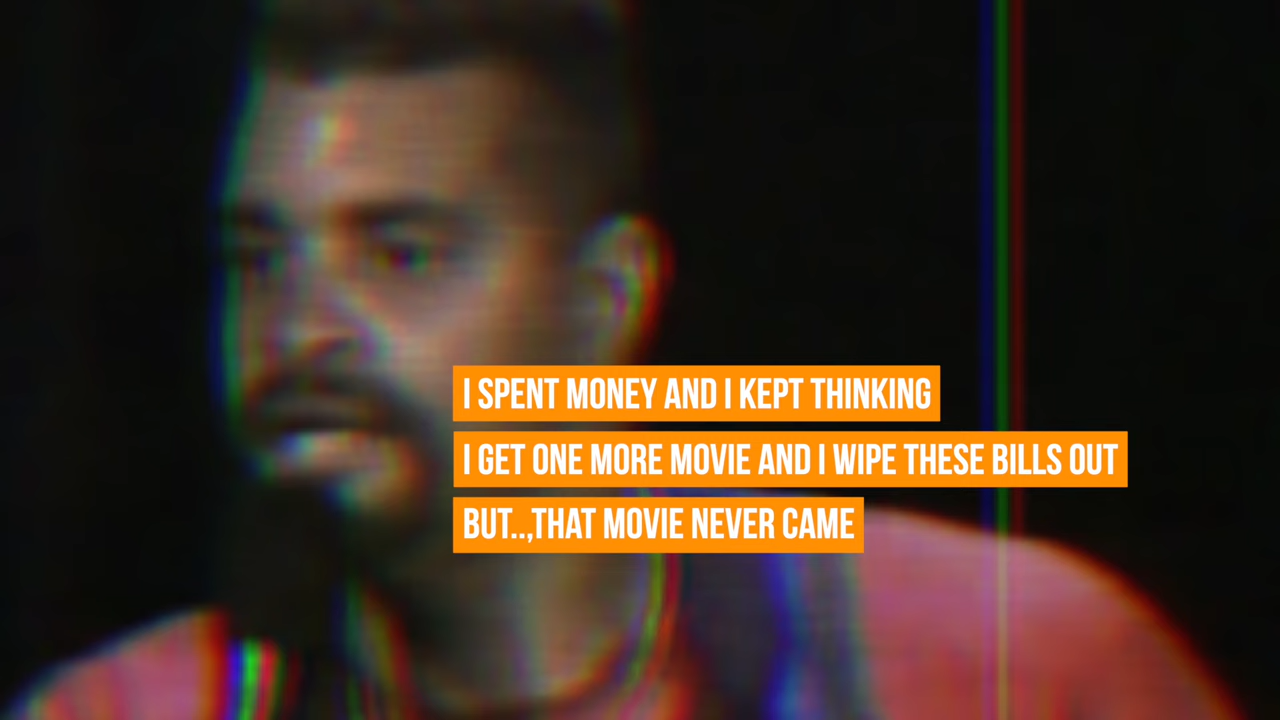 I SPENT MONEY AND I KEPT THINKING
I GET ONE MORE MOVIE AND I WIPE THESE BILLS OUT
BUT..,THAT MOVIE NEVER CAME